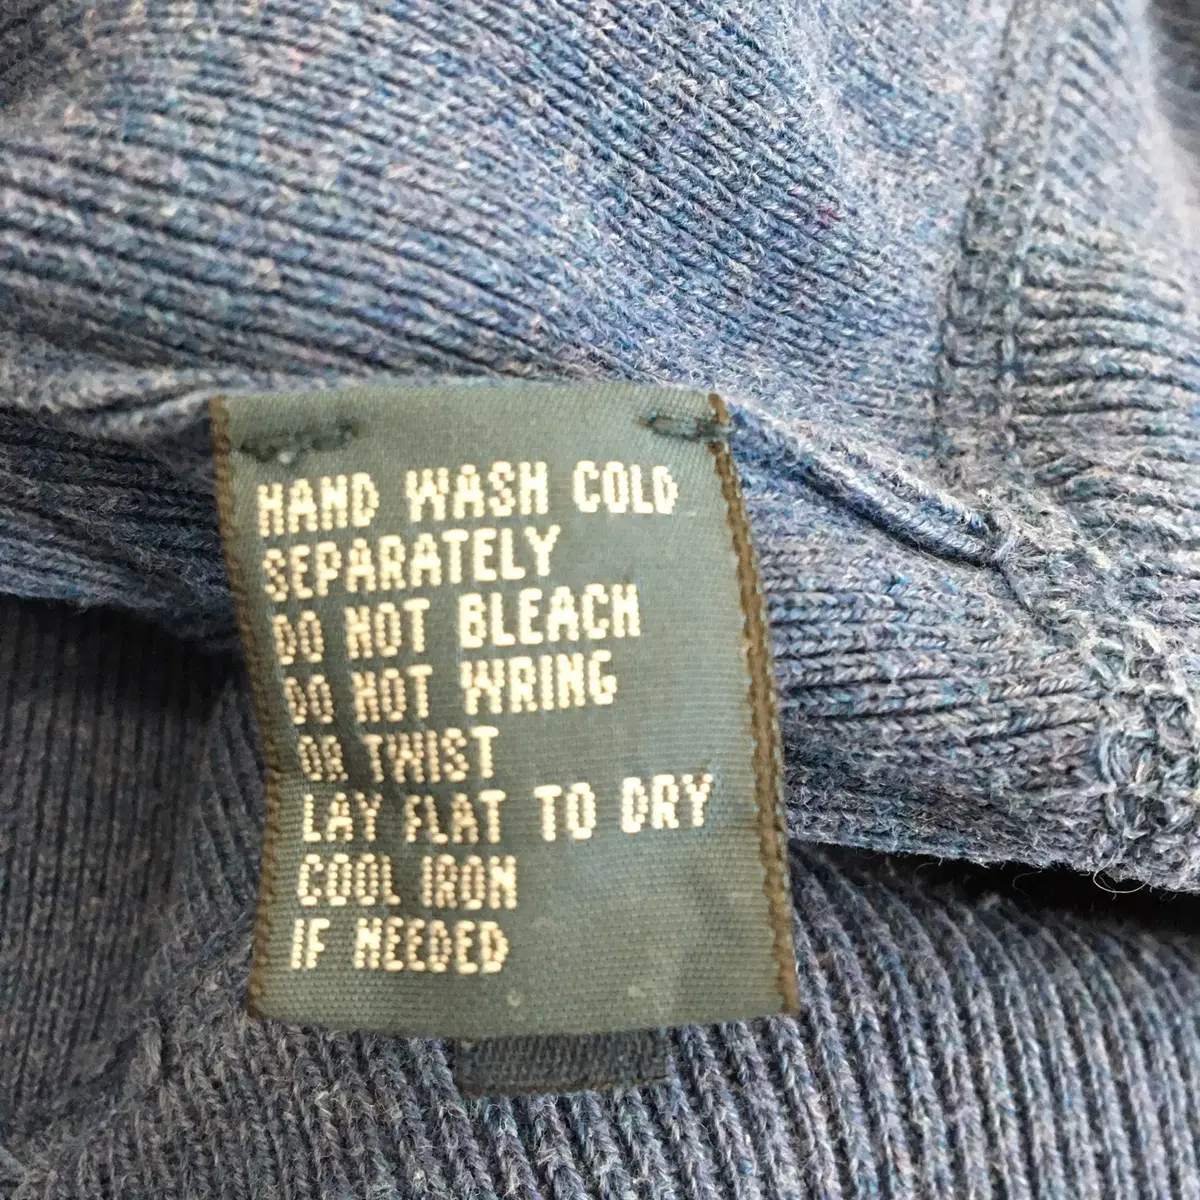 HAND WASH COLD
SEPARATELY
DO NOT BLEACH
DO NOT WRING
OR TWIST
LAY FLAT TO DRY
COOL IRON
IF NEEDED